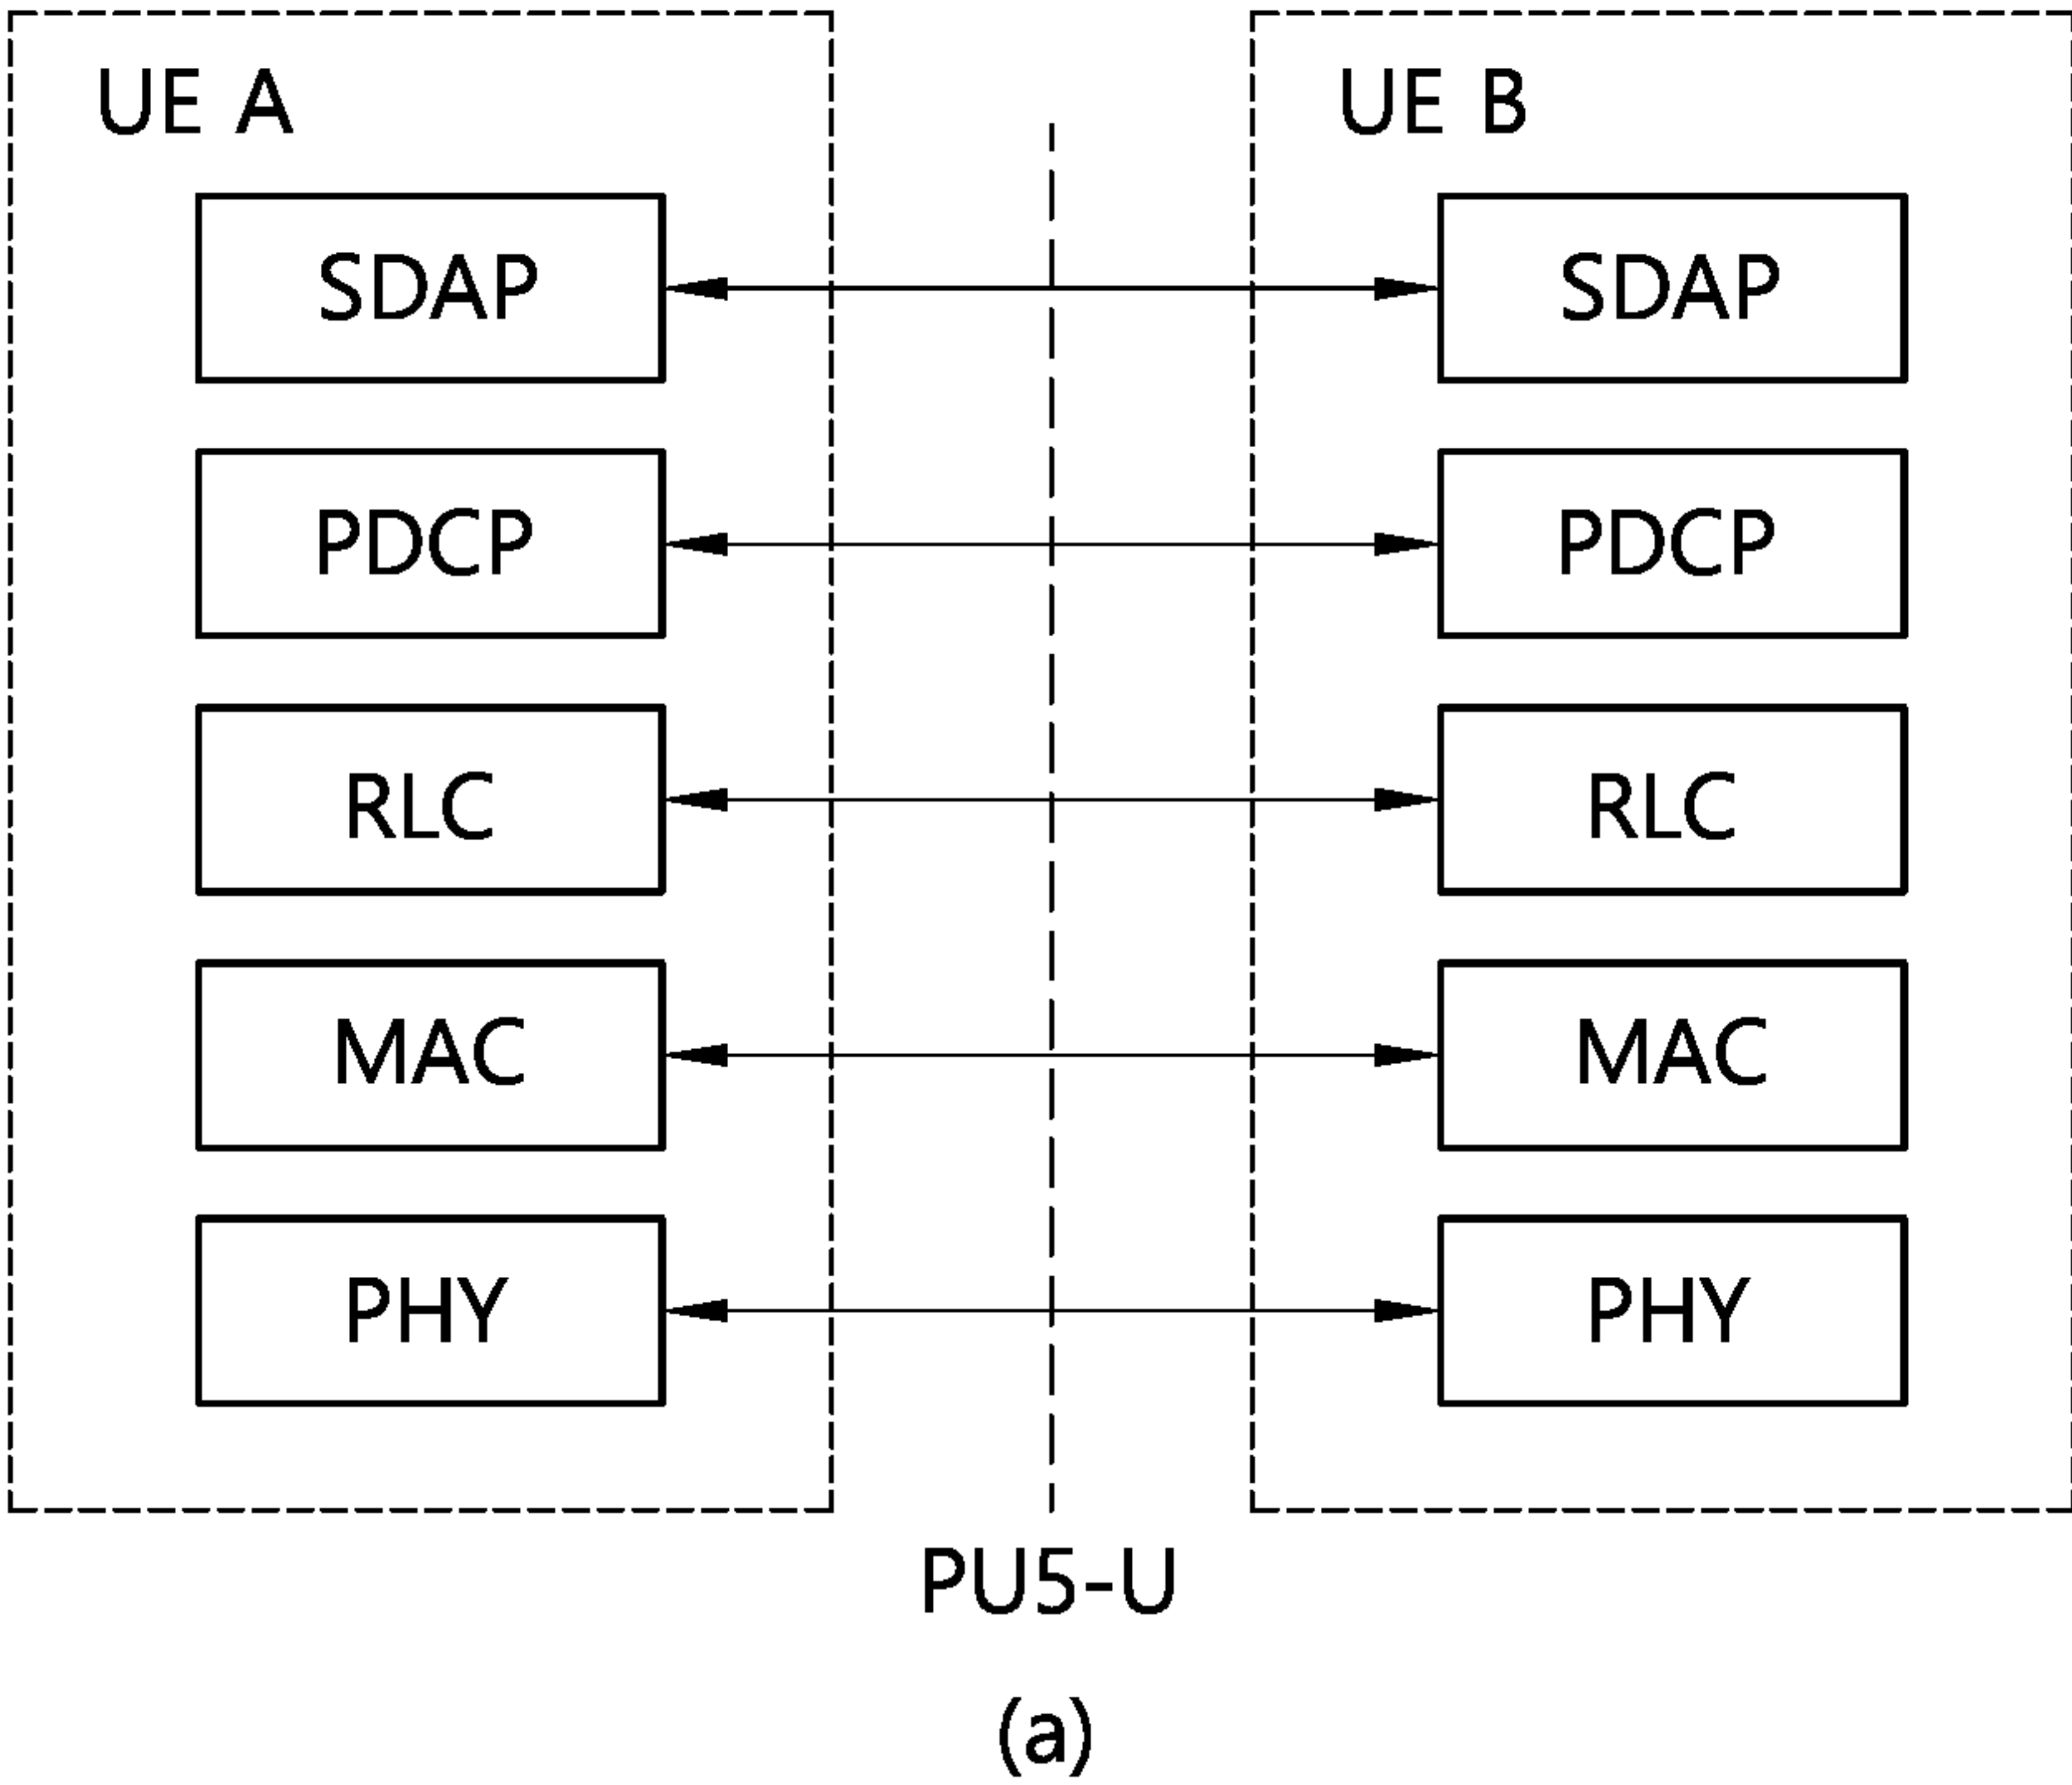 UE A
UE B
SDAP
SDAP
PDCP
PDCP
RLC
RLC
MAC
MAC
PHY
PHY
PU5-U
(a)